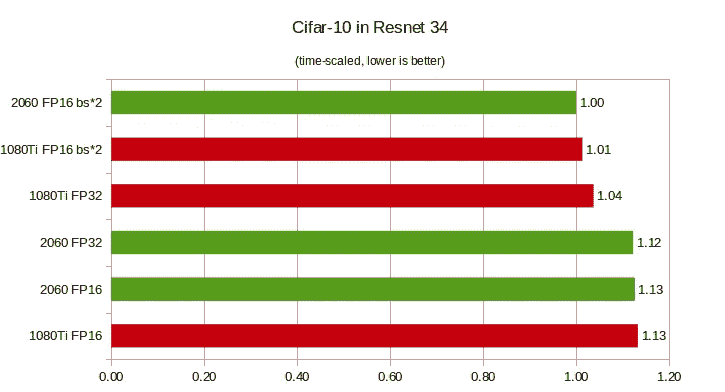 Cifar-10 in Resnet 34
(time-scaled, lower is better)
2060 FP16 bs*2 1.00
1080Ti FP16 bs*2 1.01
1080Ti FP32 1.04
2060 FP32 1.12
2060 FP16 1.13
1080Ti FP16 1.13
0.00 0.20 0.40 0.60 0.80 1.00 1.20